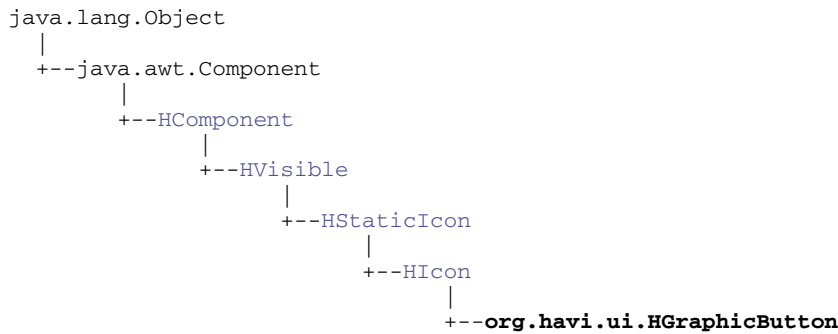 java.lang.Object
|
+--java.awt.Component
|
+--HComponent
|
+--HVisible
|
+--HStaticIcon
|
+--HIcon
|
+--org.havi.ui.HGraphicButton